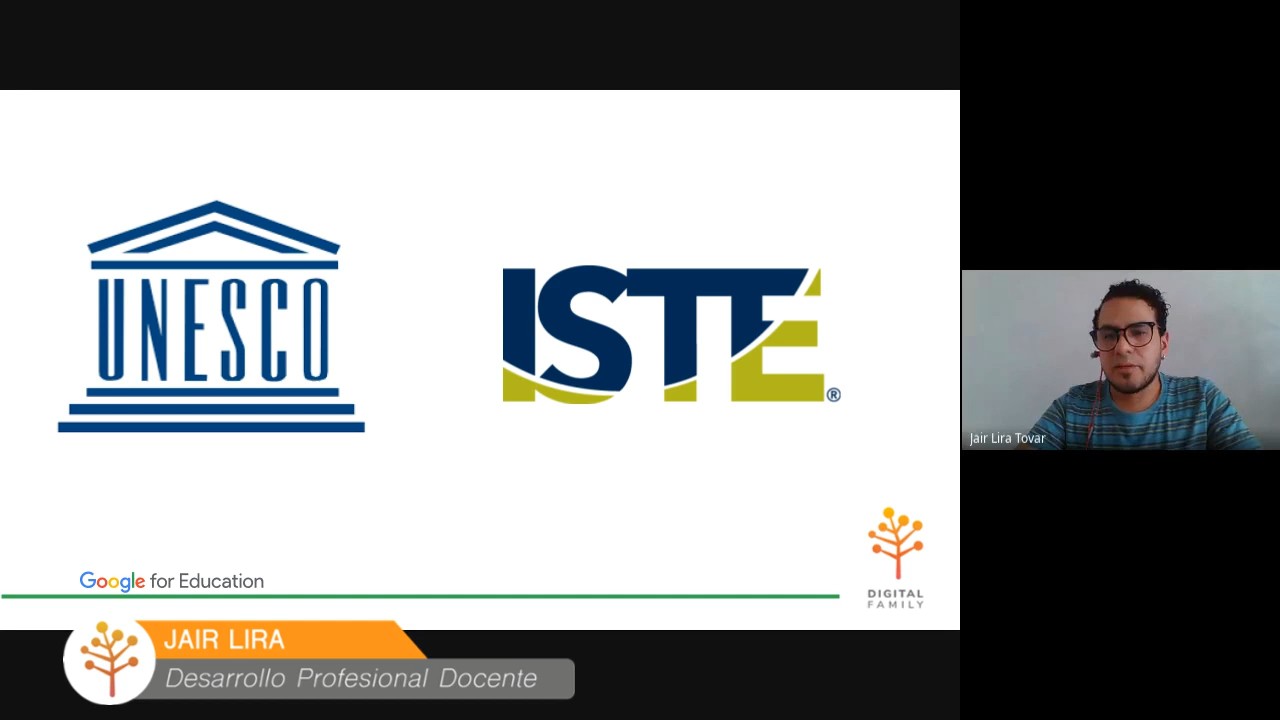 UNESCO
ISTE®
Google for Education
DIGITAL
FAMILY
JAIR LIRA
Desarrollo Profesional Docente
Jair Lira Tovar